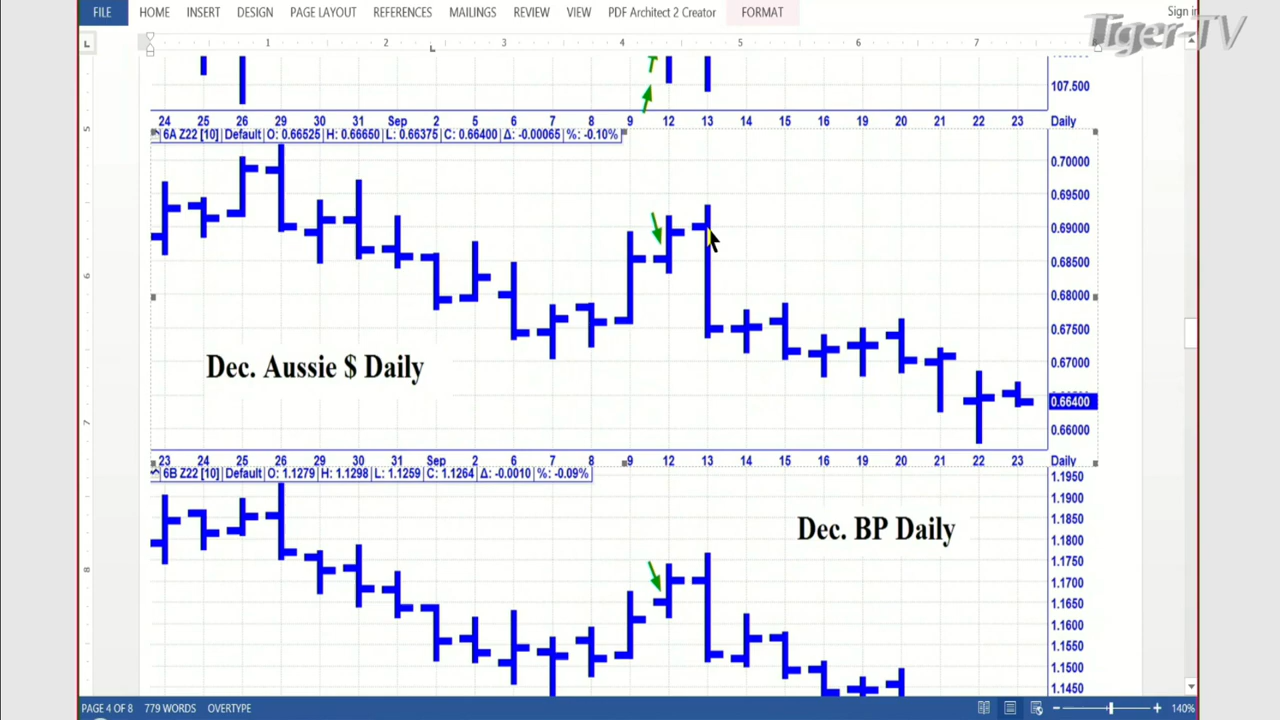 FILE HOME INSERT DESIGN PAGE LAYOUT REFERENCES MAILINGS REVIEW VIEW PDF Architect 2 Creator FORMAT Sign in
Tiger-TV
L 1 2 3 4 5 6 7
107.500
24 25 26 29 30 31 Sep 2 6 7 8 9 12 13 14 15 16 19 20 21 22 23 Daily
6A Z22 [10] Default O: 0.66525 H: 0.66650 L: 0.66375 C: 0.66400 Δ: -0.00065 %: -0.10%
0.70000
0.69500
0.69000
0.68500
0.68000
0.67500
0.67000
Dec. Aussie $ Daily
0.66400
0.66000
23 24 25 26 29 30 31 Sep 2 6 7 8 9 12 13 14 15 16 19 20 21 22 23 Daily
6B Z22 [10] Default O: 1.1279 H: 1.1298 L: 1.1259 C: 1.1264 Δ: -0.0010 %: -0.09%
1.1950
1.1900
1.1850
Dec. BP Daily
1.1800
1.1750
1.1700
1.1650
1.1600
1.1550
1.1500
1.1450
5
6
7
8
PAGE 4 OF 8 779 WORDS OVERTYPE 140%